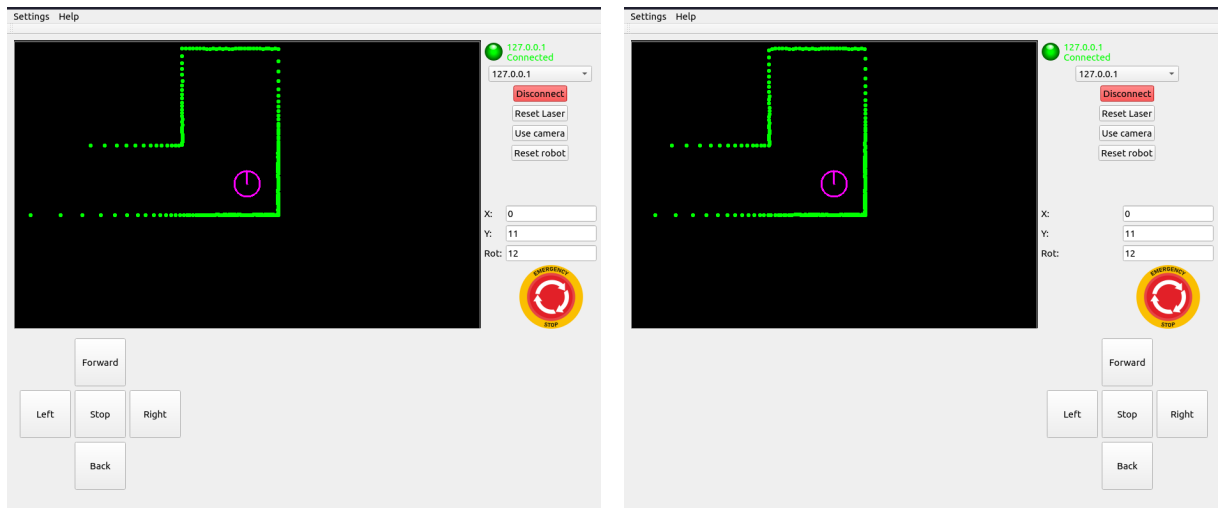 Settings Help
127.0.0.1
Connected
127.0.0.1
Disconnect
Reset Laser
Use camera
Reset robot
X: 0
Y: 11
Rot: 12
EMERGENCY
STOP
Forward
Left Stop Right
Back
Settings Help
127.0.0.1
Connected
127.0.0.1
Disconnect
Reset Laser
Use camera
Reset robot
X: 0
Y: 11
Rot: 12
EMERGENCY
STOP
Forward
Left Stop Right
Back